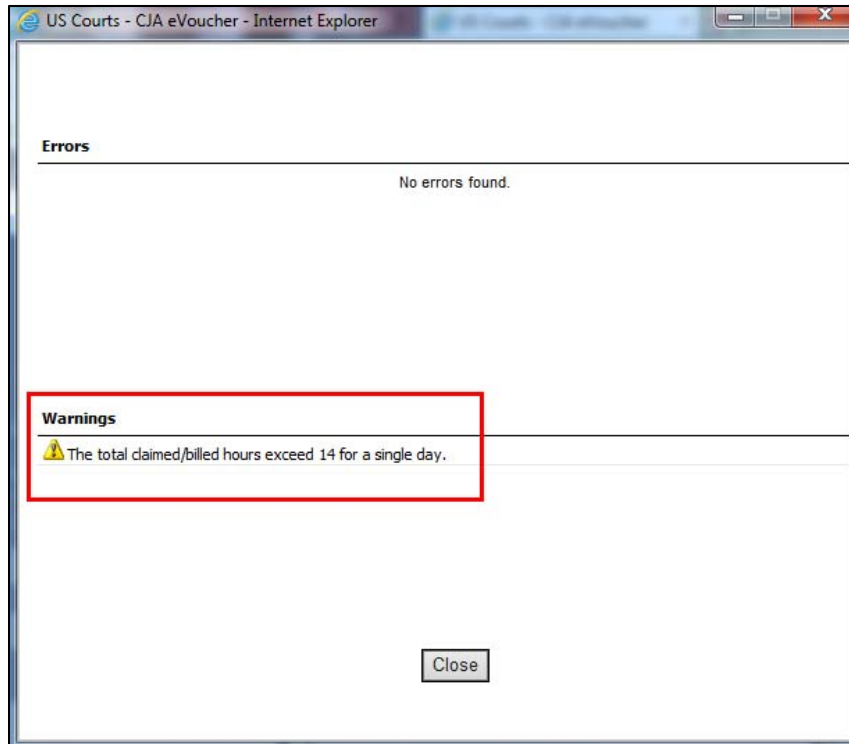 US Courts - CJA eVoucher - Internet Explorer
Errors
No errors found.
Warnings
The total claimed/billed hours exceed 14 for a single day.
Close